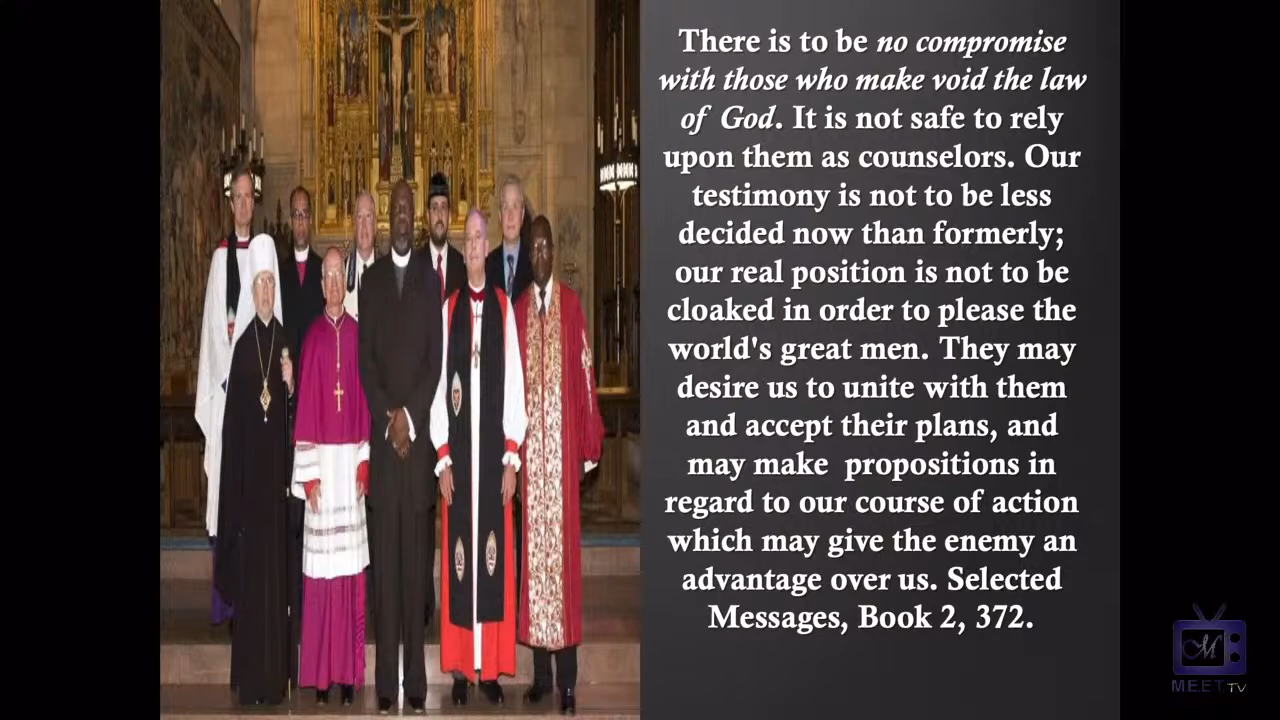 There is to be no compromise
with those who make void the law
of God. It is not safe to rely
upon them as counselors. Our
testimony is not to be less
decided now than formerly;
our real position is not to be
cloaked in order to please the
world's great men. They may
desire us to unite with them
and accept their plans, and
may make propositions in
regard to our course of action
which may give the enemy an
advantage over us. Selected
Messages, Book 2, 372.
M
MEET TV